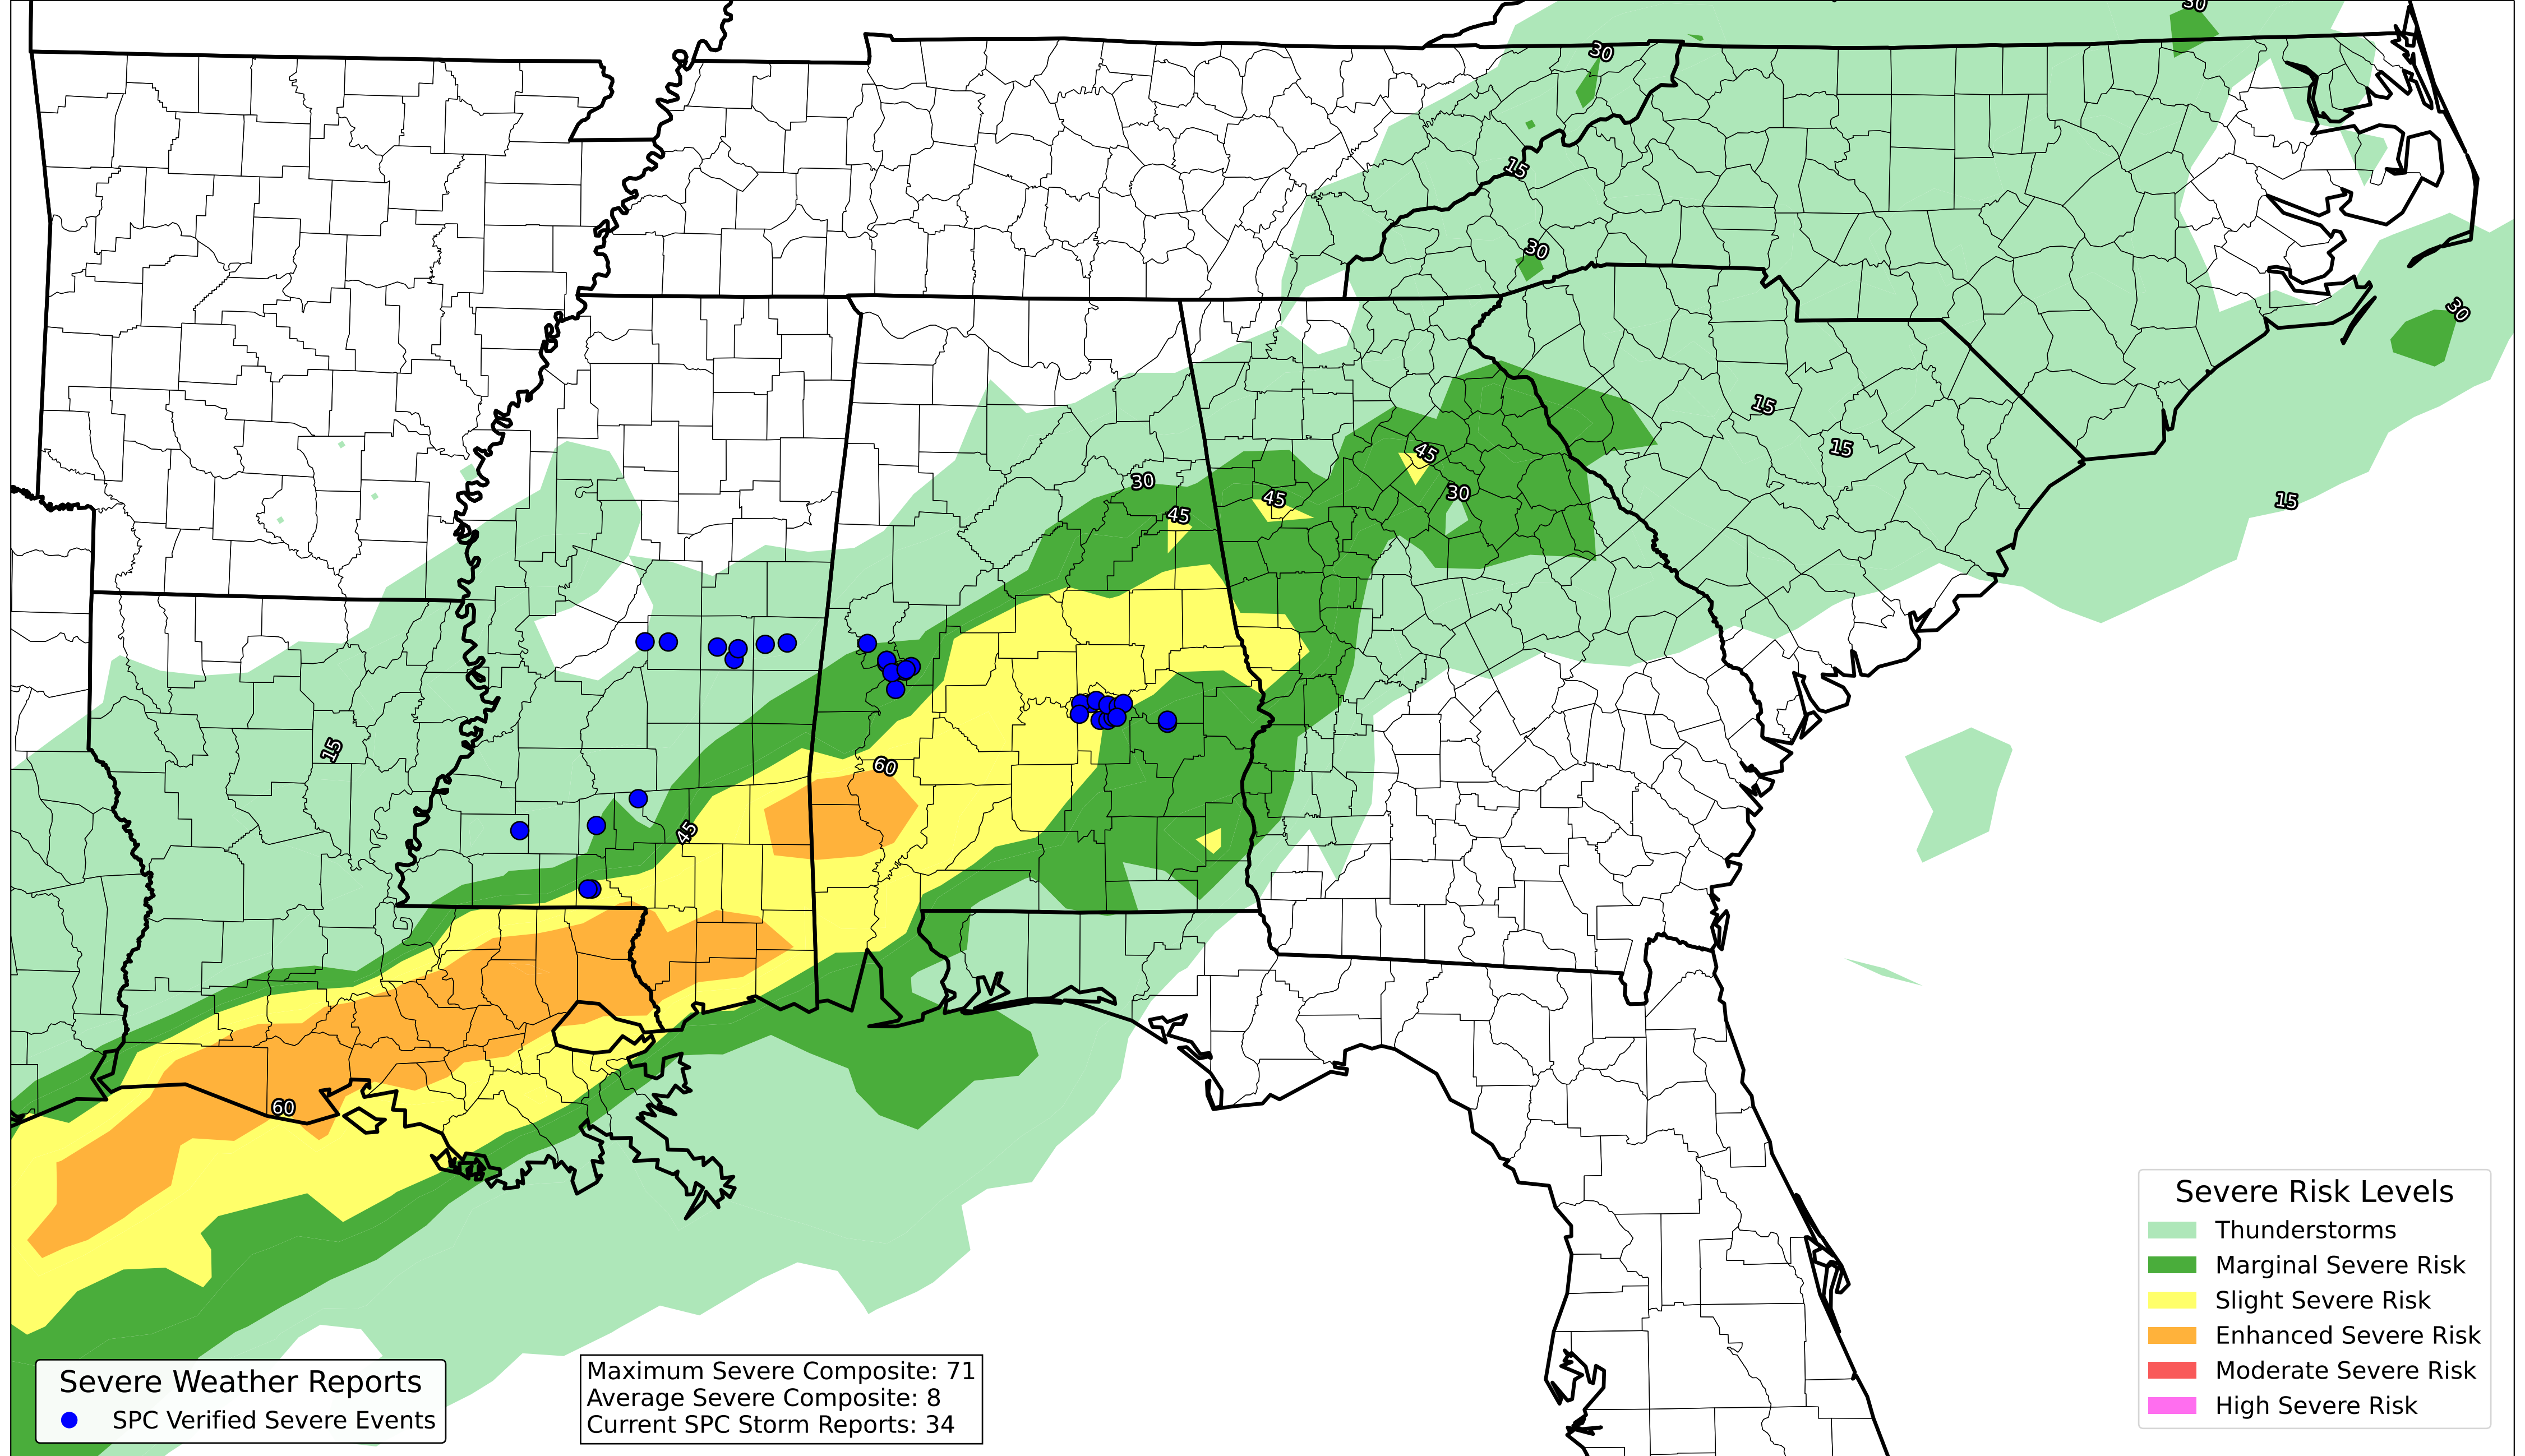 30
30
15
30
30
15
45
15
30
30
45
15
45
15
60
45
60
Severe Risk Levels
Thunderstorms
Marginal Severe Risk
Slight Severe Risk
Enhanced Severe Risk
Moderate Severe Risk
High Severe Risk
Severe Weather Reports
SPC Verified Severe Events
Maximum Severe Composite: 71
Average Severe Composite: 8
Current SPC Storm Reports: 34